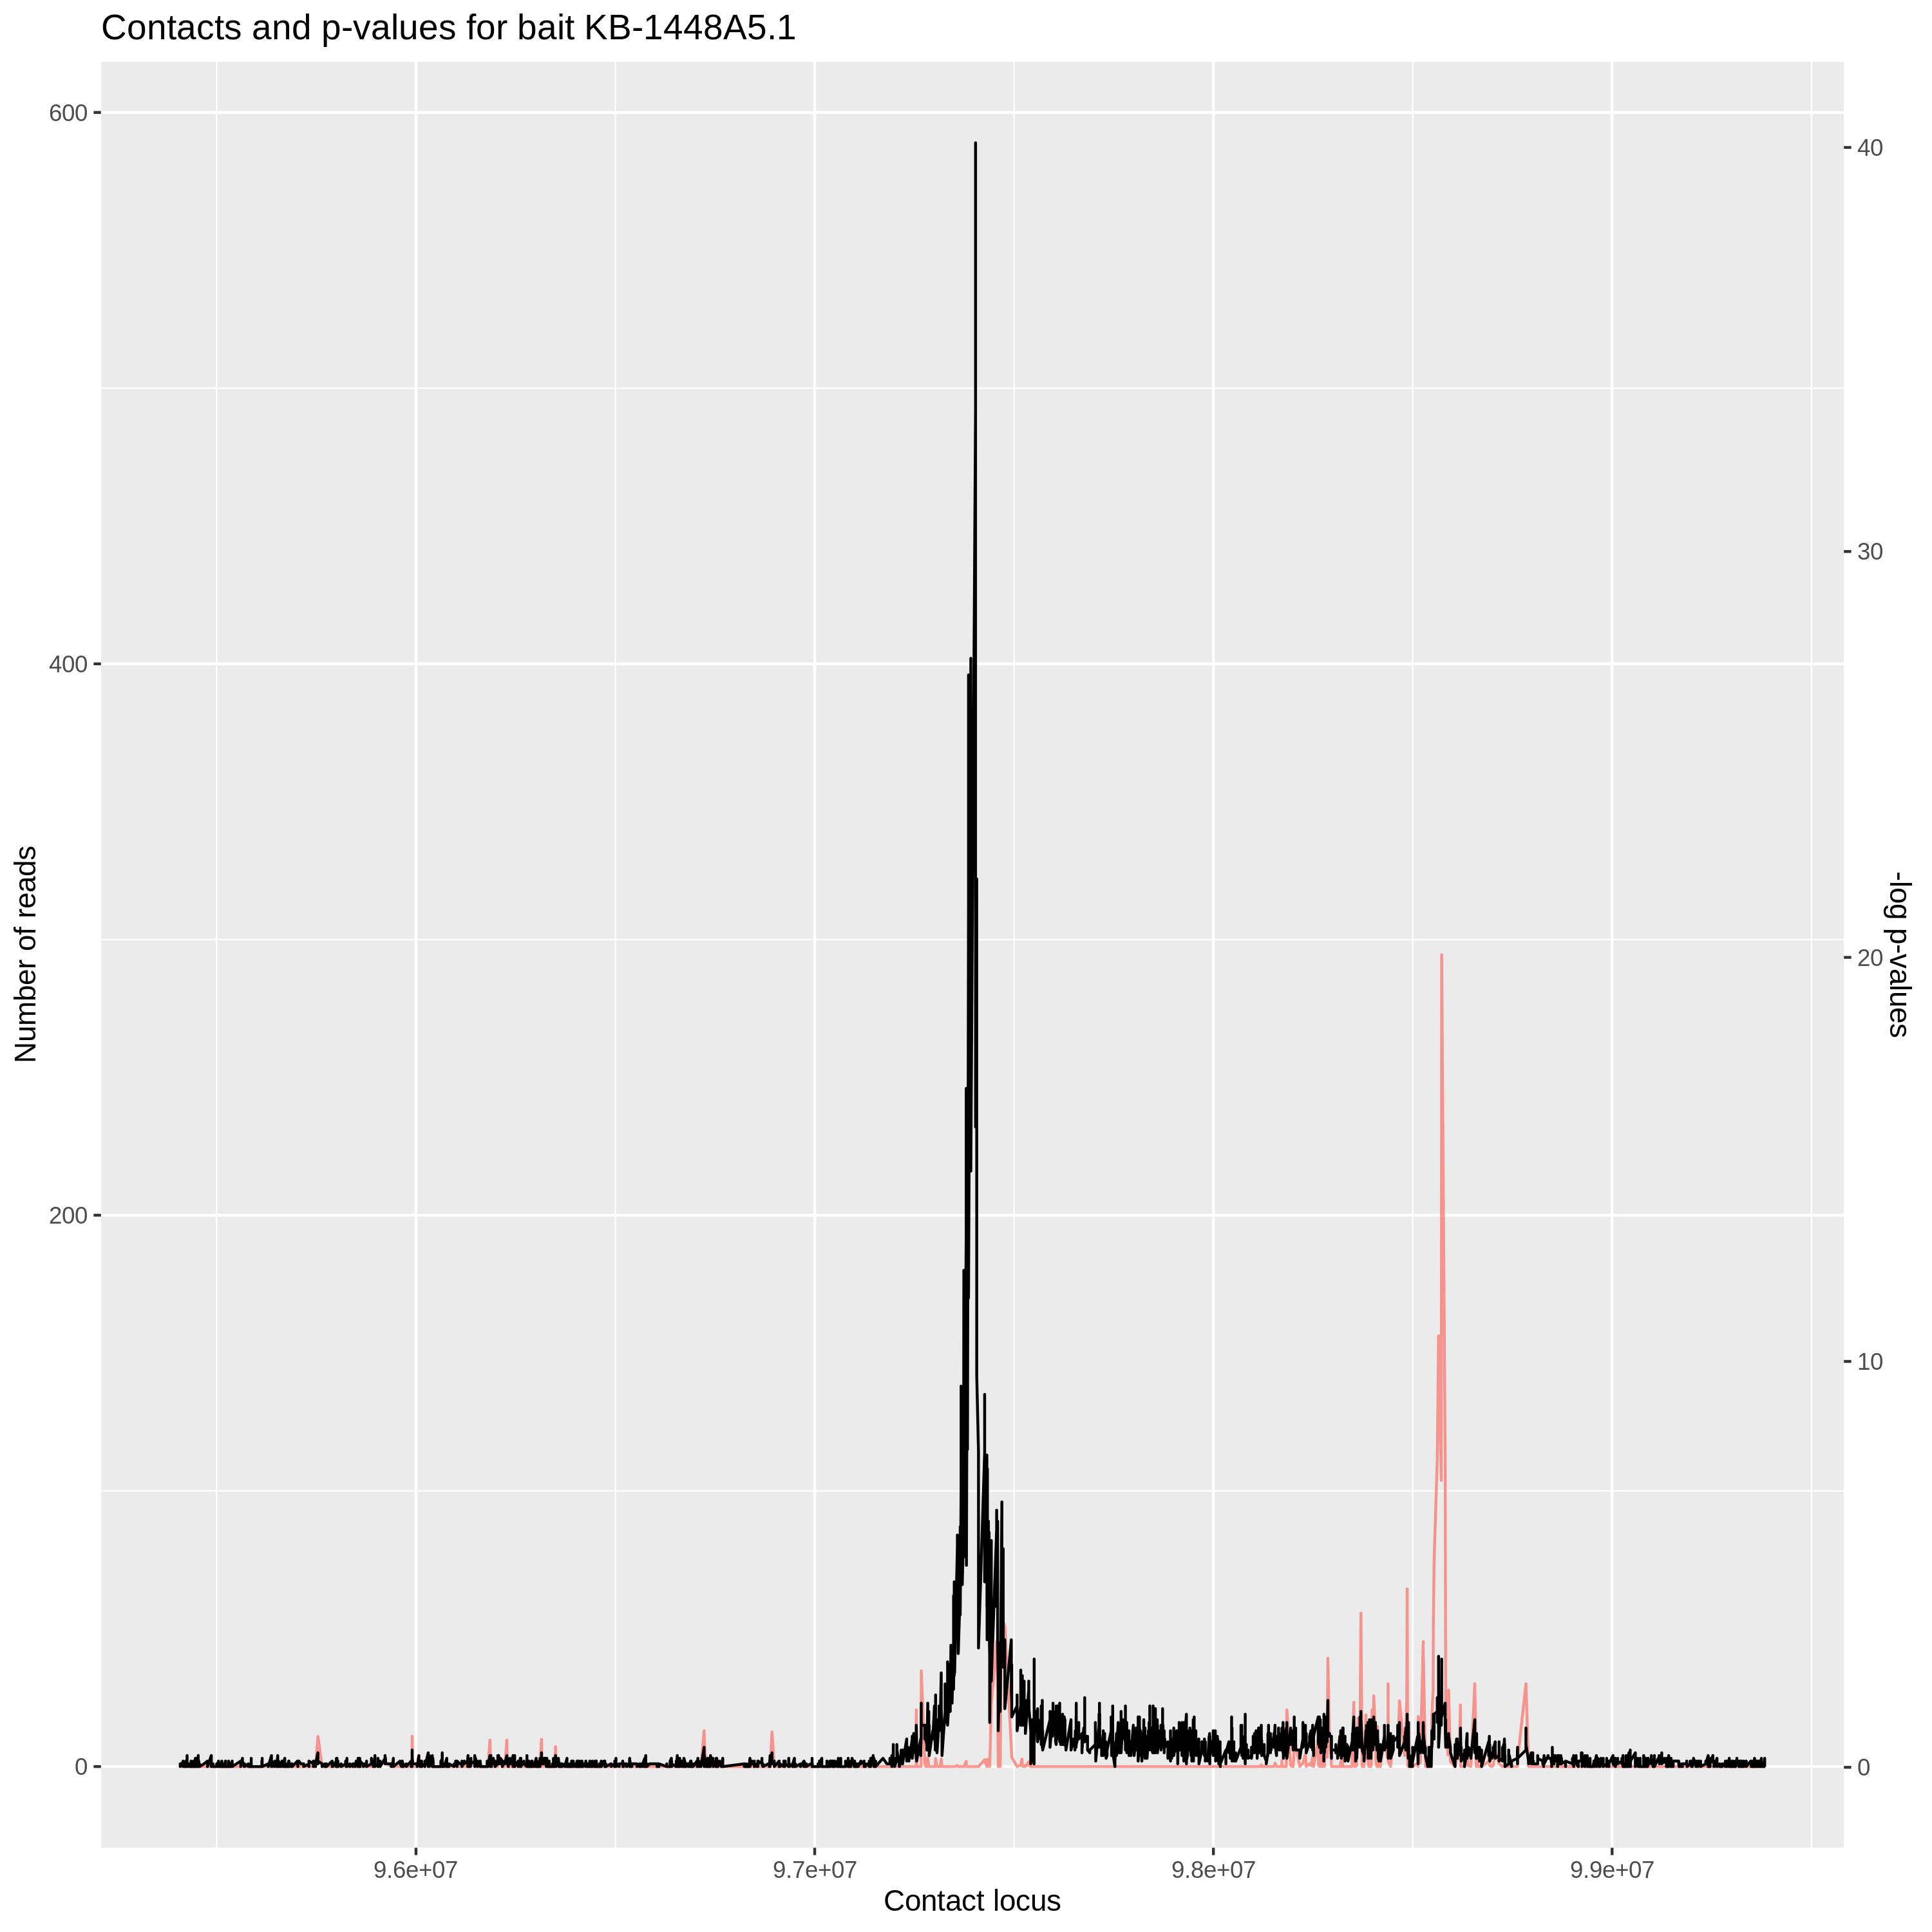 Contacts and p-values for bait KB-1448A5.1
600
400
200
0
Number of reads
40
30
20
10
0
-log p-values
9.6e+07
9.7e+07
9.8e+07
9.9e+07
Contact locus